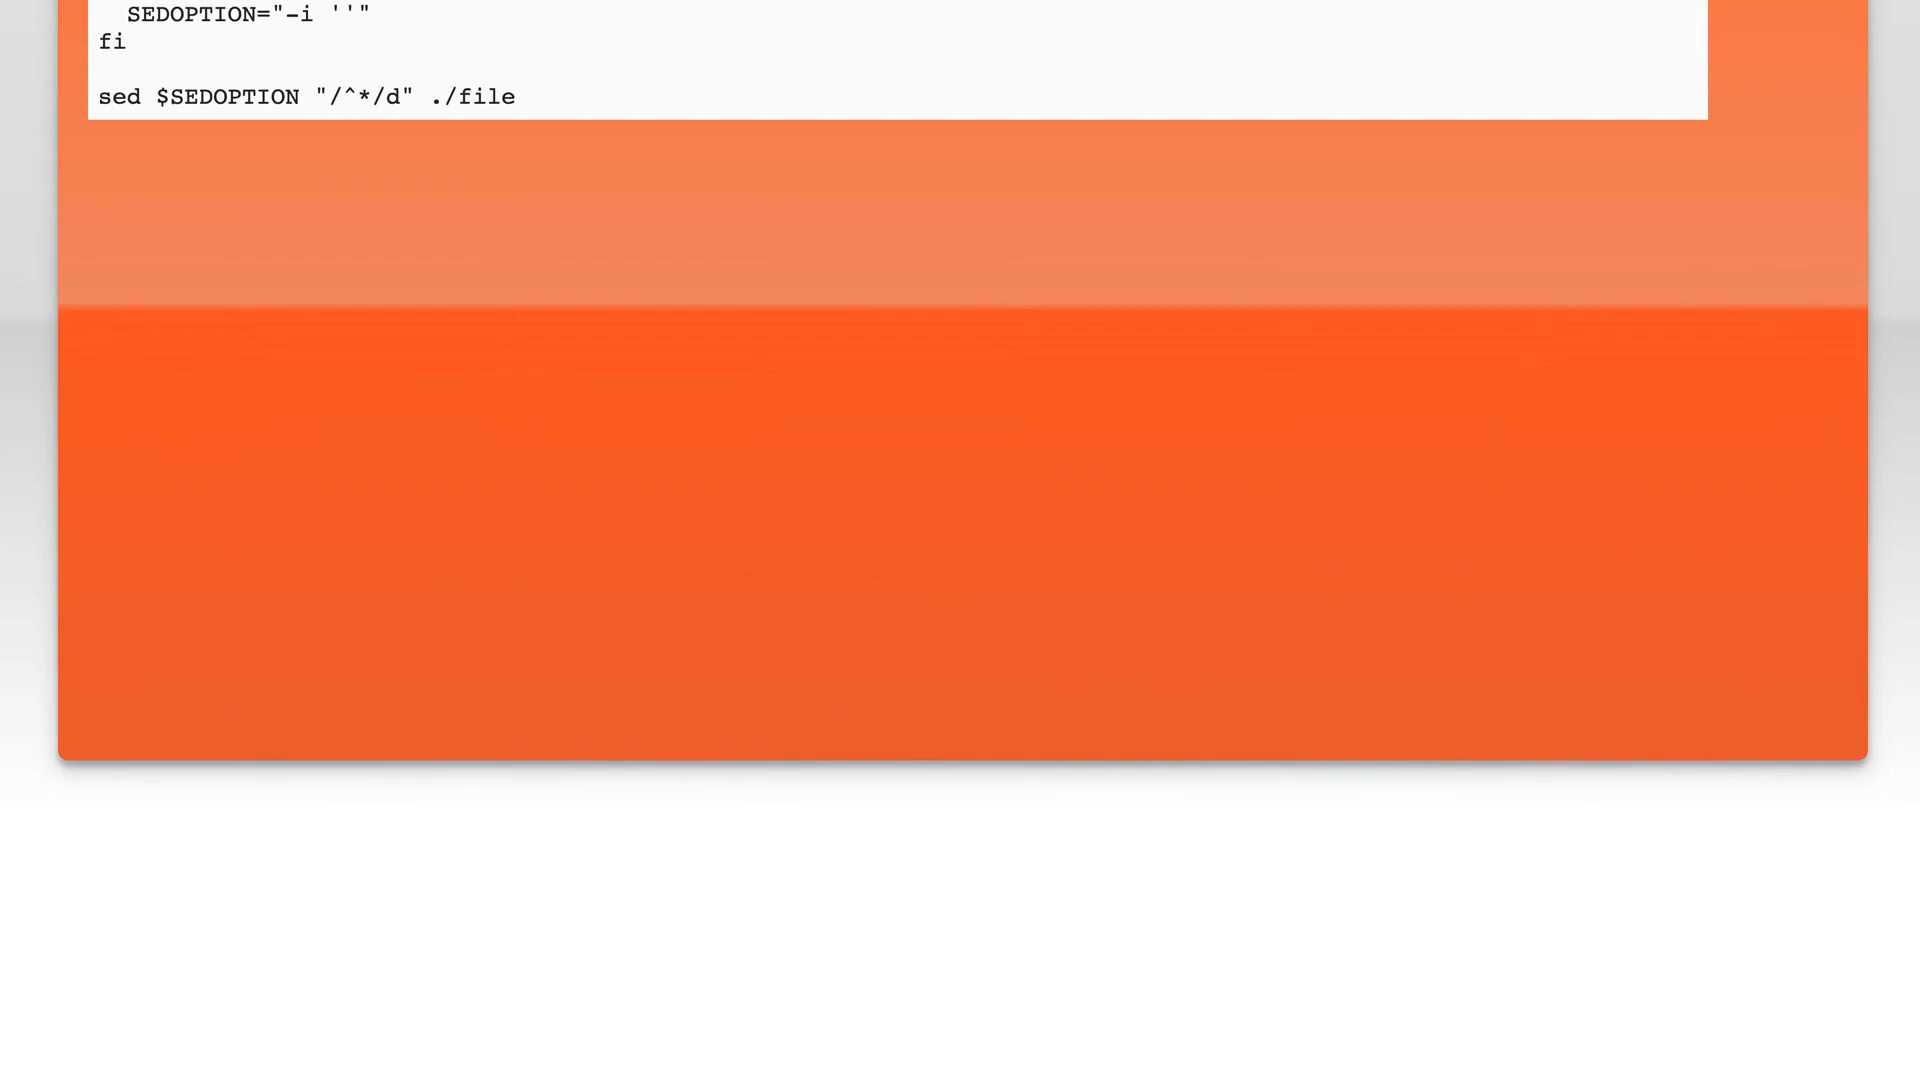 SEDOPTION="-i ''"
fi
sed $SEDOPTION "/^*/d" ./file